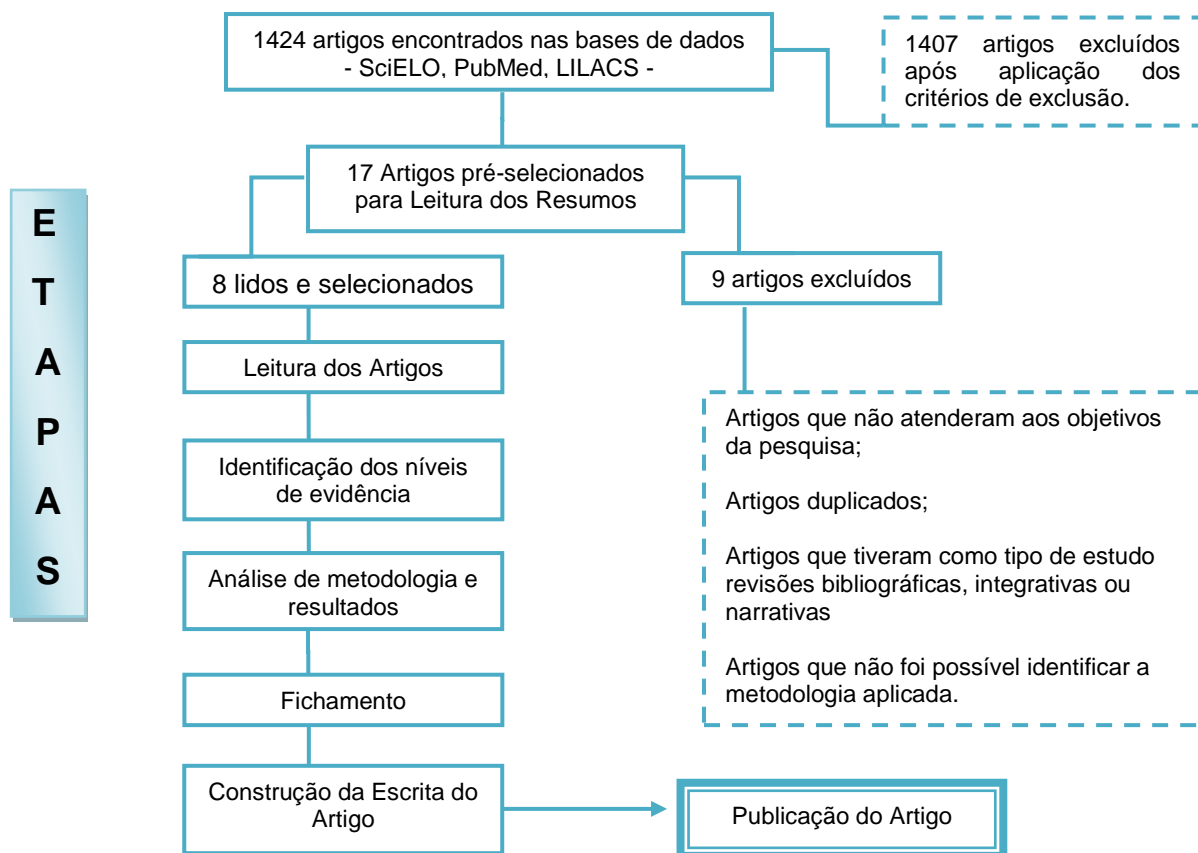 1424 artigos encontrados nas bases de dados
- SciELO, PubMed, LILACS -
1407 artigos excluídos
após aplicação dos
critérios de exclusão.
17 Artigos pré-selecionados
para Leitura dos Resumos
E
T
A
P
A
S
8 lidos e selecionados
9 artigos excluídos
Leitura dos Artigos
Identificação dos níveis
de evidência
Análise de metodologia e
resultados
Fichamento
Construção da Escrita do
Artigo
Artigos que não atenderam aos objetivos
da pesquisa;
Artigos duplicados;
Artigos que tiveram como tipo de estudo
revisões bibliográficas, integrativas ou
narrativas
Artigos que não foi possível identificar a
metodologia aplicada.
Publicação do Artigo